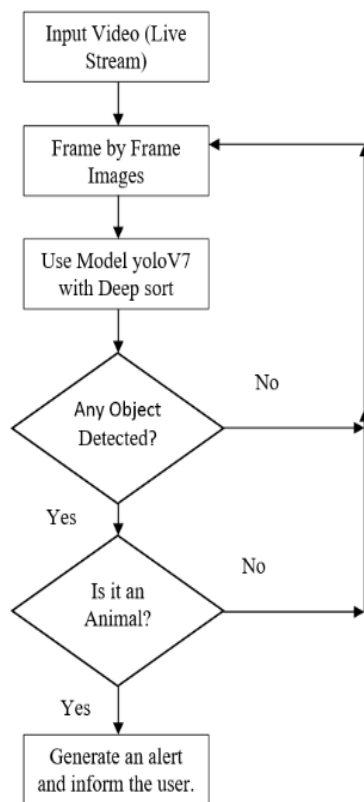 Input Video (Live
Stream)
Frame by Frame
Images
Use Model yoloV7
with Deep sort
No
Any Object
Detected?
Yes
No
Is it an
Animal?
Yes
Generate an alert
and inform the user.